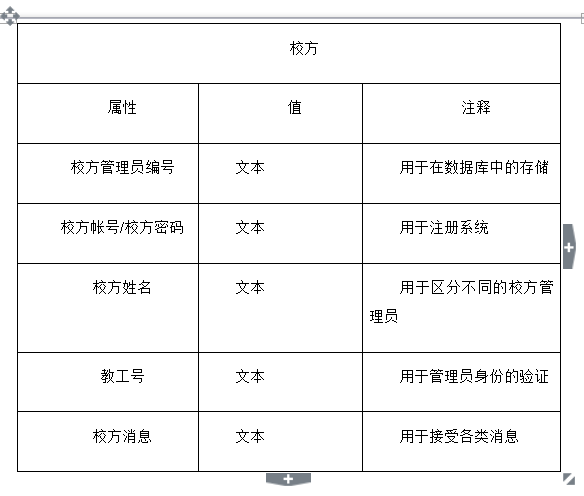 校方
属性 值 注释
校方管理员编号 文本 用于在数据库中的存储
校方帐号/校方密码 文本 用于注册系统
校方姓名 文本 用于区分不同的校方管
理员
教工号 文本 用于管理员身份的验证
校方消息 文本 用于接受各类消息